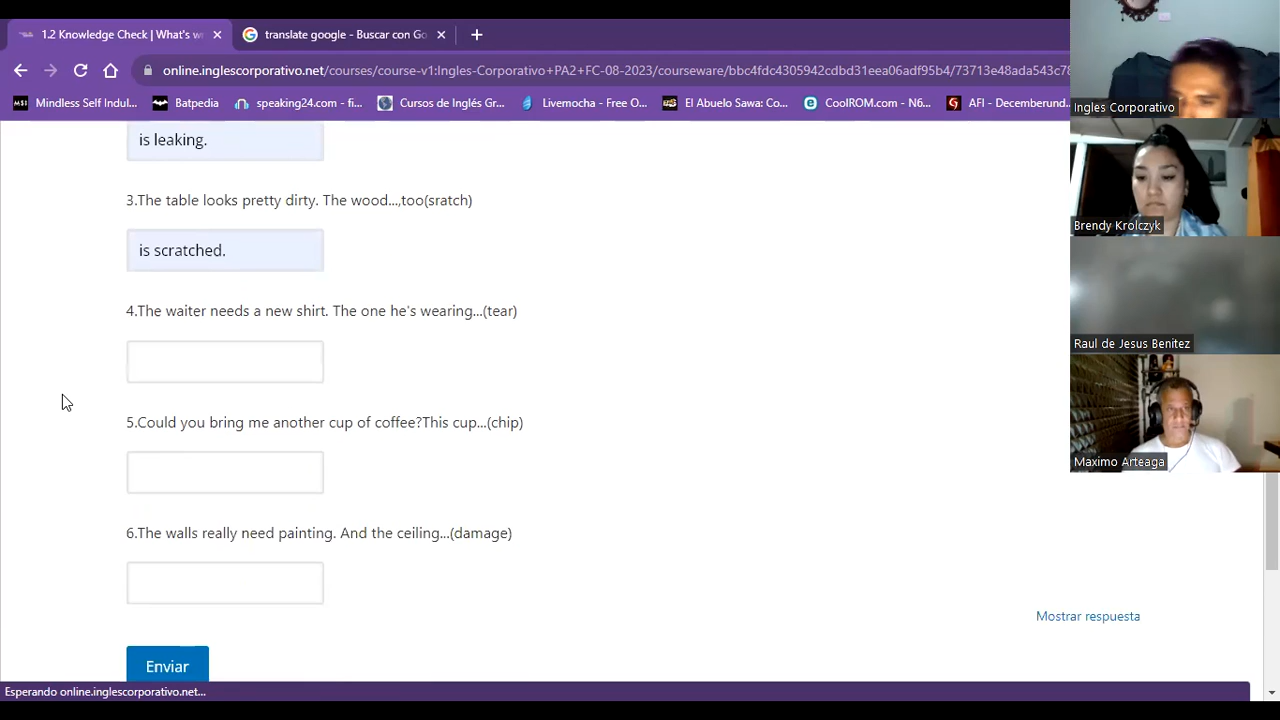 1.2 Knowledge Check | What's w
translate google - Buscar con Go
online.inglescorporativo.net/courses/course-v1:Ingles-Corporativo+PA2+FC-08-2023/courseware/bbc4fdc4305942cdbd31eea06adf95b4/73713e48ada543c78
Mindless Self Indul...
Batpedia
speaking24.com - fi...
Cursos de Inglés Gr...
Livemocha - Free O...
El Abuelo Sawa: Co...
CoolROM.com - N6...
AFI - Decemberund...
is leaking.
3.The table looks pretty dirty. The wood...,too(sratch)
is scratched.
4.The waiter needs a new shirt. The one he's wearing...(tear)
5.Could you bring me another cup of coffee?This cup...(chip)
6.The walls really need painting. And the ceiling...(damage)
Mostrar respuesta
Enviar
Esperando online.inglescorporativo.net...
Ingles Corporativo
Brendy Krolczyk
Raul de Jesus Benitez
Maximo Arteaga